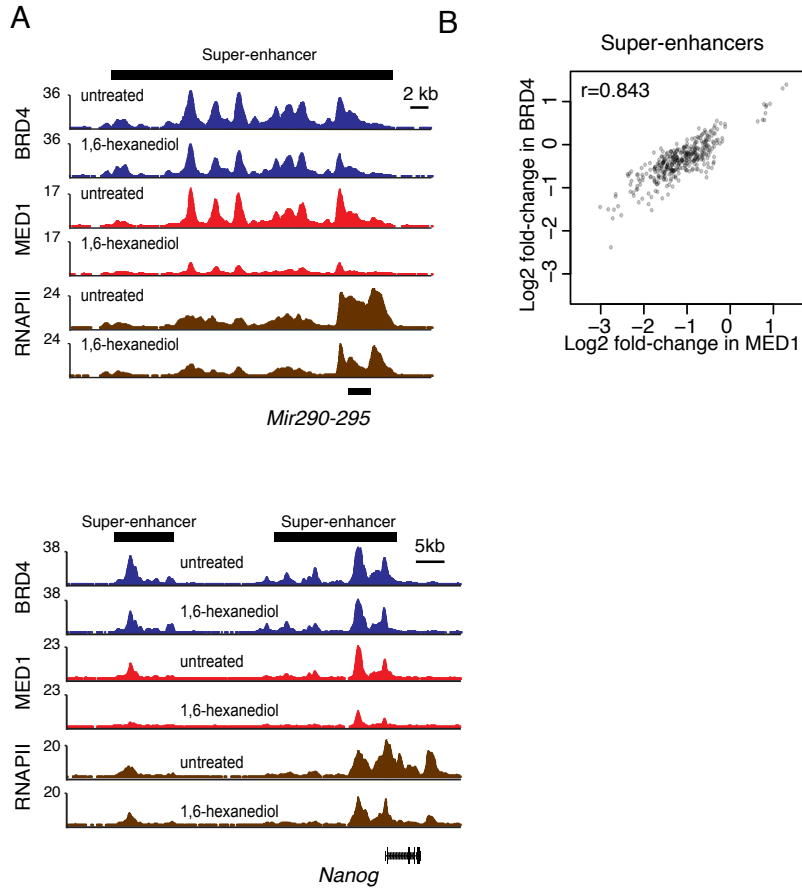 A
Super-enhancer
2 kb
BRD4
36
untreated
36
1,6-hexanediol
MED1
17
untreated
17
1,6-hexanediol
RNAPII
24
untreated
24
1,6-hexanediol
Mir290-295
Super-enhancer
Super-enhancer
5kb
BRD4
38
untreated
38
1,6-hexanediol
MED1
23
untreated
23
1,6-hexanediol
RNAPII
20
untreated
20
1,6-hexanediol
Nanog
B
Super-enhancers
r=0.843
Log2 fold-change in BRD4
1
0
−1
−2
−3
−3 −2 −1 0 1
Log2 fold-change in MED1